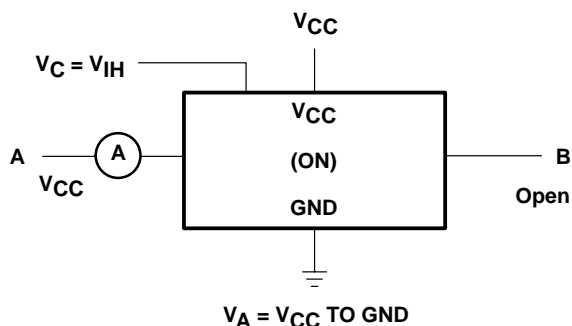 VCC
VC = VIH
VCC
A
A
(ON)
B
VCC
GND
Open
VA = VCC TO GND